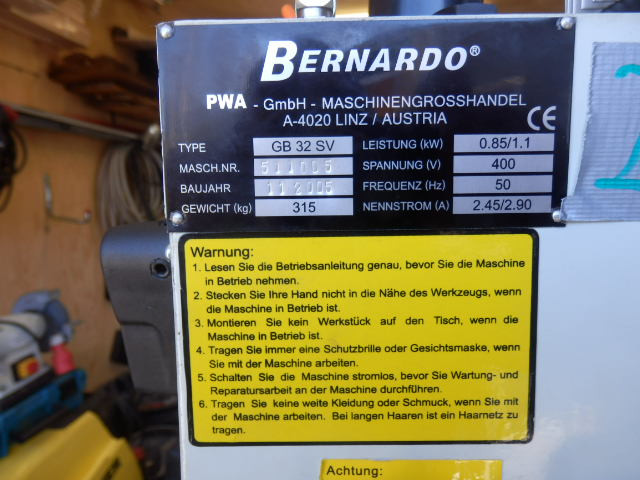 BERNARDO®
PWA - GmbH - MASCHINENGROSSHANDEL
A-4020 LINZ / AUSTRIA
CE
TYPE GB 32 SV LEISTUNG (kW) 0.85/1.1
MASCH.NR. 511005 SPANNUNG (V) 400
BAUJAHR 11 2005 FREQUENZ (Hz) 50
GEWICHT (kg) 315 NENNSTROM (A) 2.45/2.90
Warnung:
1. Lesen Sie die Betriebsanleitung genau, bevor Sie die Maschine
in Betrieb nehmen.
2. Stecken Sie Ihre Hand nicht in die Nähe des Werkzeugs, wenn
die Maschine in Betrieb ist.
3. Montieren Sie kein Werkstück auf den Tisch, wenn die
Maschine in Betrieb ist.
4. Tragen Sie immer eine Schutzbrille oder Gesichtsmaske, wenn
Sie mit der Maschine arbeiten.
5. Schalten Sie die Maschine stromlos, bevor Sie Wartung- und
Reparatursarbeit an der Maschine durchführen.
6. Tragen Sie keine weite Kleidung oder Schmuck, wenn Sie mit
der Maschine arbeiten. Bei langen Haaren ist ein Haarnetz zu
tragen.
Achtung: